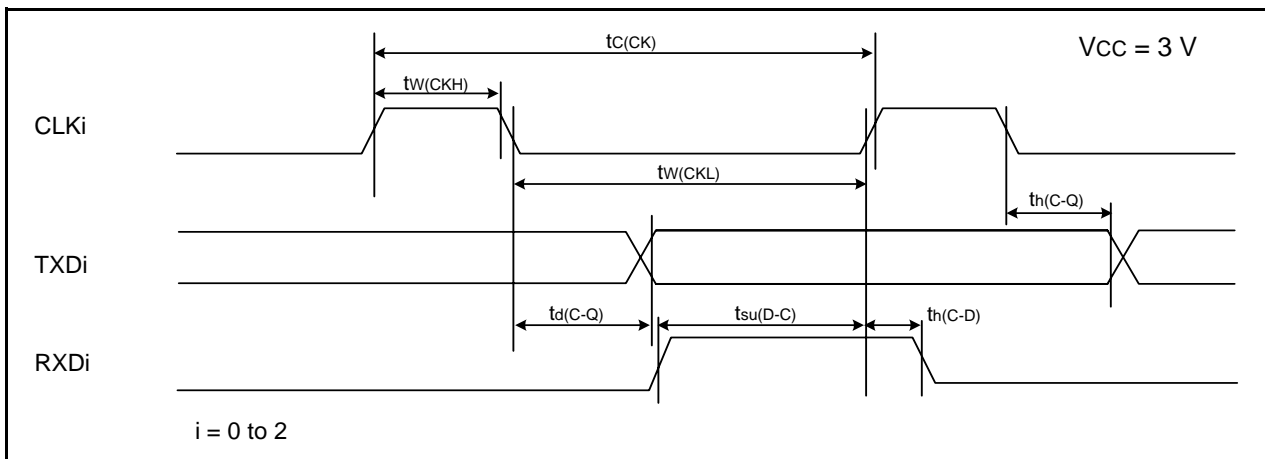 tC(CK)
VCC = 3 V
tW(CKH)
CLKi
tW(CKL)
th(C-Q)
TXDi
td(C-Q)
tsu(D-C)
th(C-D)
RXDi
i = 0 to 2